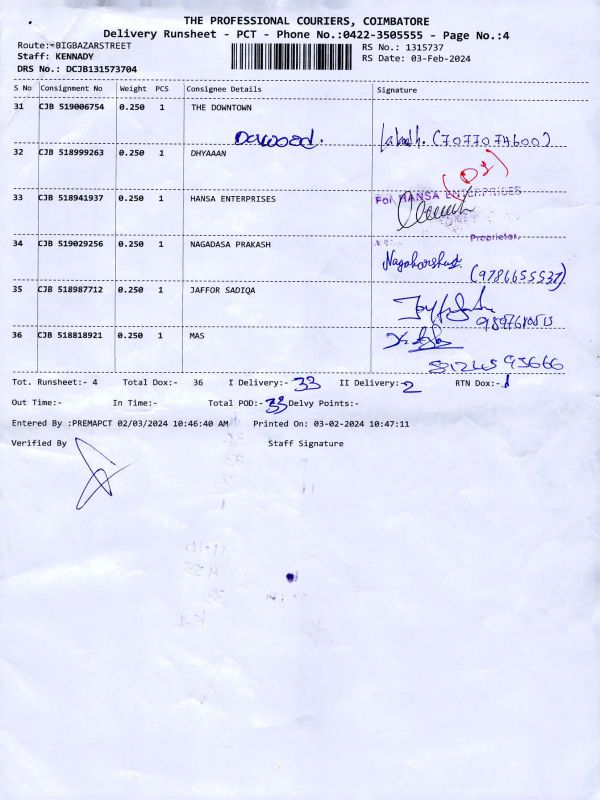 THE PROFESSIONAL COURIERS, COIMBATORE
Delivery Runsheet - PCT - Phone No.:0422-3505555 - Page No.:4
Route:-BIGBAZARSTREET
RS No.: 1315737
Staff: KENNADY
RS Date: 03-Feb-2024
DRS No.: DCJB131573704
S No Consignment No Weight PCS Consignee Details Signature
31 CJB 519006754 0.250 1 THE DOWNTOWN
(7077074600)
32 CJB 518999263 0.250 1 DHYAAAN
33 CJB 518941937 0.250 1 HANSA ENTERPRISES
For HANSA ENTERPRISES
Proprietor
34 CJB 519029256 0.250 1 NAGADASA PRAKASH
(9786655537)
35 CJB 518987712 0.250 1 JAFFOR SADIQA
36 CJB 518818921 0.250 1 MAS
Tot. Runsheet:- 4 Total Dox:- 36 I Delivery:- 33 II Delivery:- 2 RTN Dox:- 1
Out Time:- In Time:- Total POD:- 33 Delvy Points:-
Entered By :PREMAPCT 02/03/2024 10:46:40 AM Printed On: 03-02-2024 10:47:11
Verified By Staff Signature